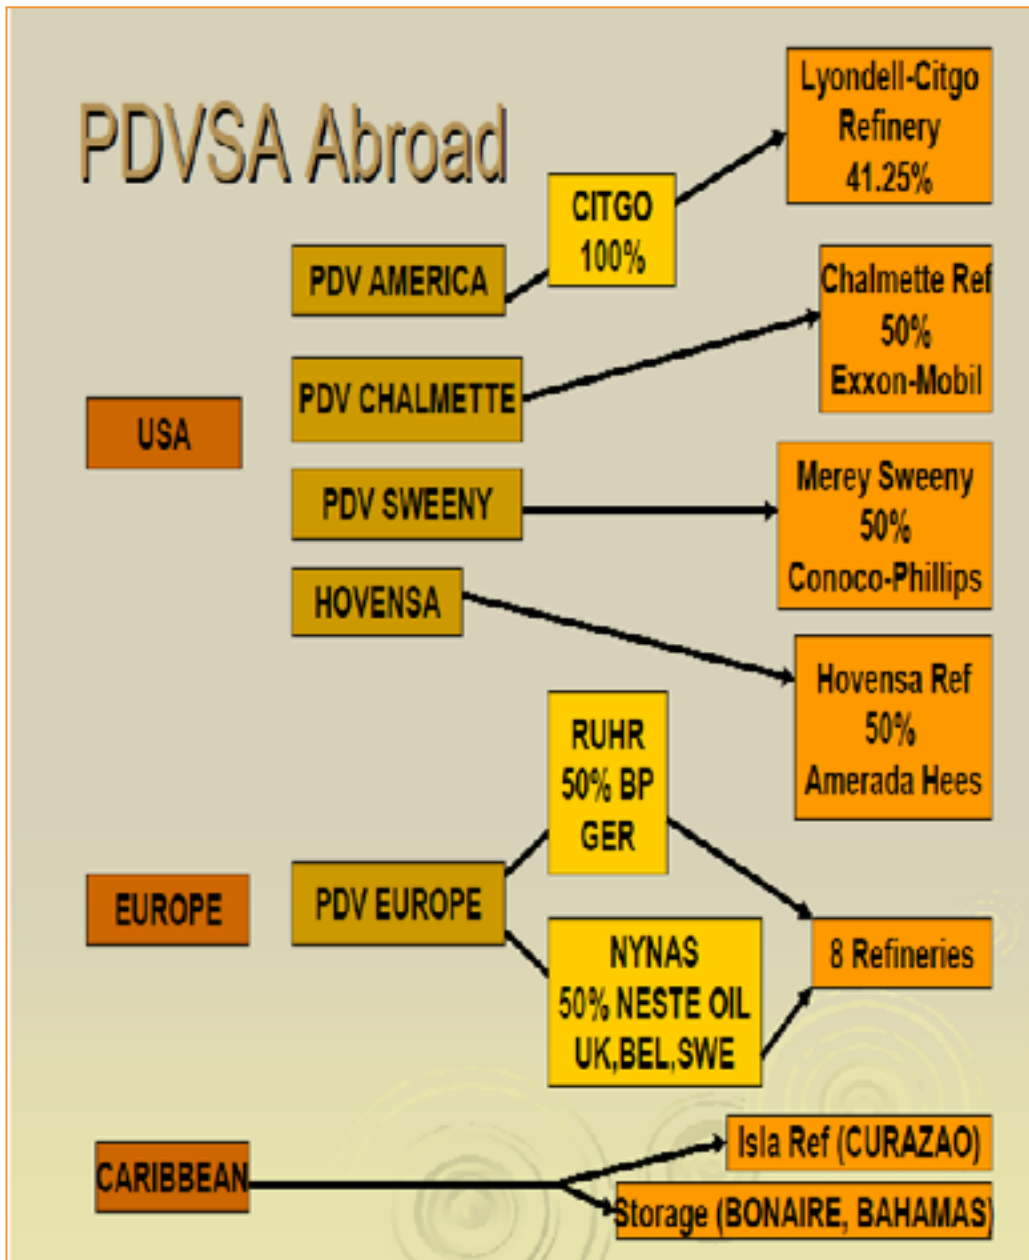 PDVSA Abroad
Lyondell-Citgo
Refinery
41.25%
CITGO
100%
PDV AMERICA
Chalmette Ref
50%
Exxon-Mobil
PDV CHALMETTE
USA
Merey Sweeny
50%
Conoco-Phillips
PDV SWEENY
HOVENSA
Hovensa Ref
50%
Amerada Hees
RUHR
50% BP
GER
EUROPE
PDV EUROPE
NYNAS
50% NESTE OIL
UK,BEL,SWE
8 Refineries
CARIBBEAN
Isla Ref (CURAZAO)
Storage (BONAIRE, BAHAMAS)